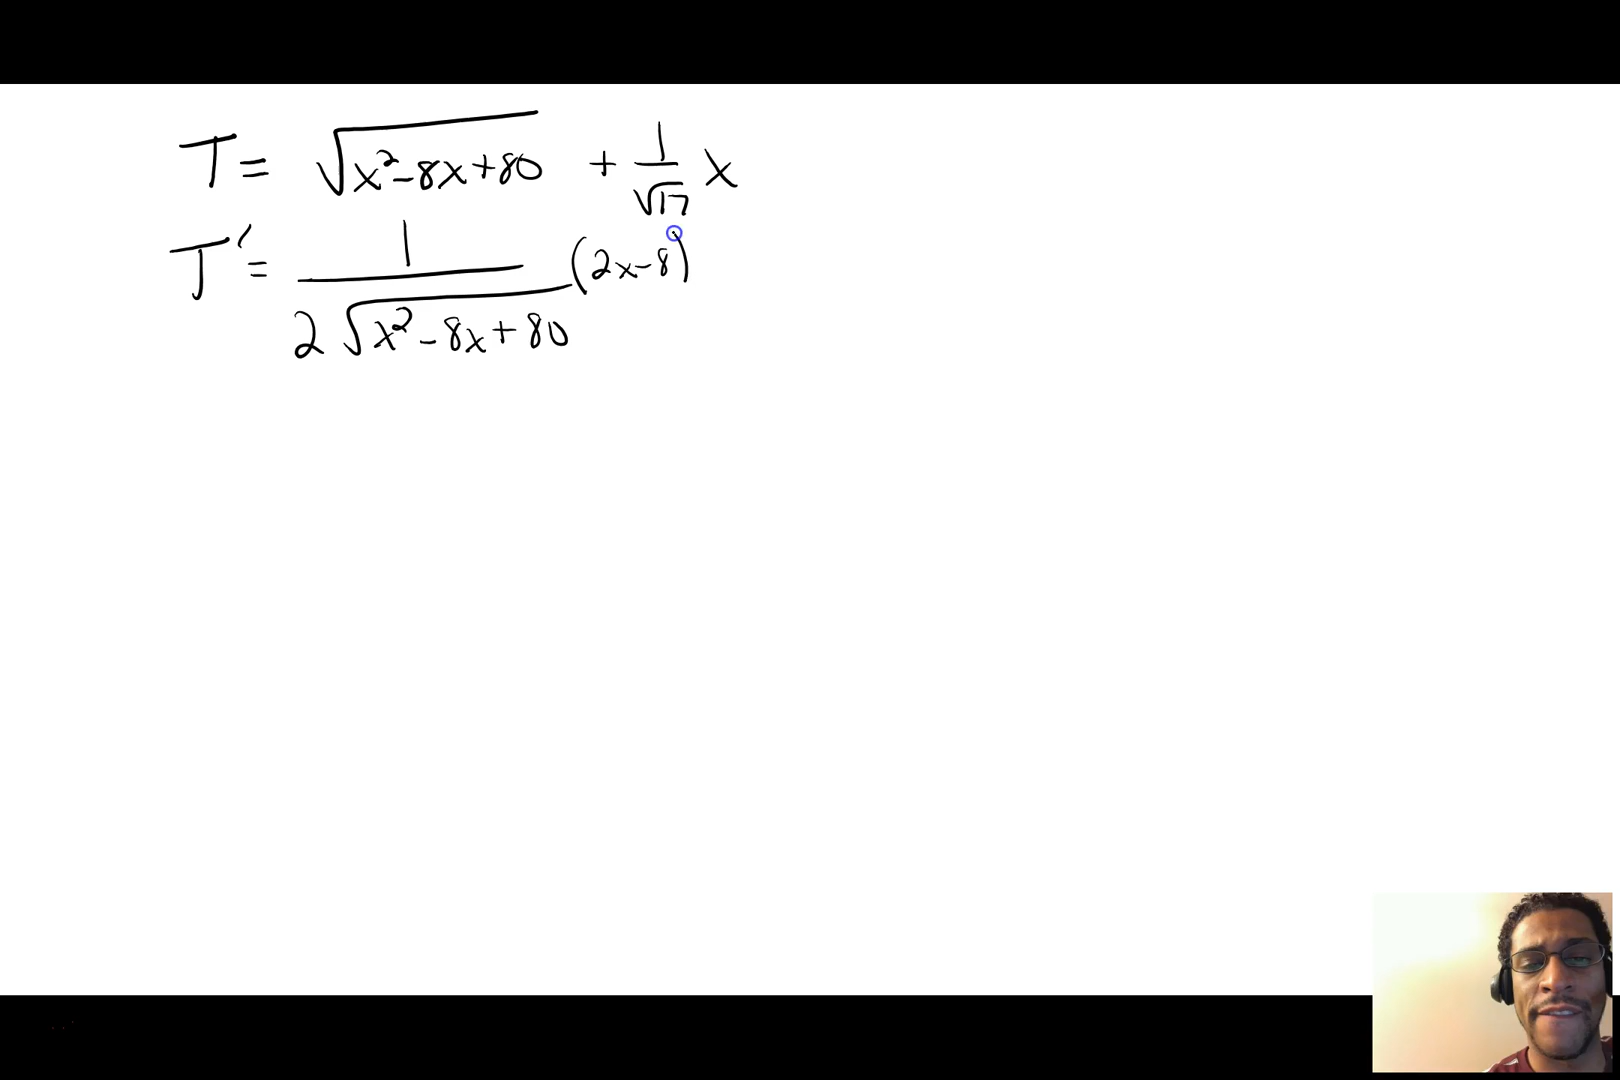 T = √(x²-8x+80) + 1/√17 x
T' = 1/(2√(x²-8x+80)) (2x-8)